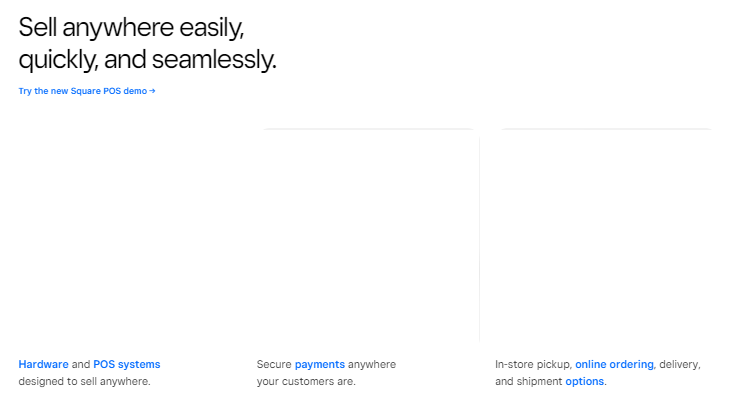 Sell anywhere easily,
quickly, and seamlessly.
Try the new Square POS demo →
Hardware and POS systems
designed to sell anywhere.
Secure payments anywhere
your customers are.
In-store pickup, online ordering, delivery,
and shipment options.